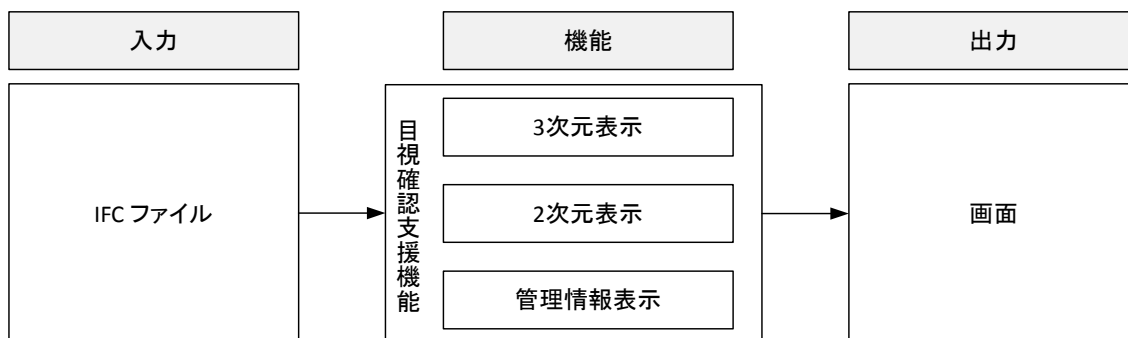 入力
機能
出力
IFC ファイル
目視確認支援機能
3次元表示
2次元表示
管理情報表示
画面